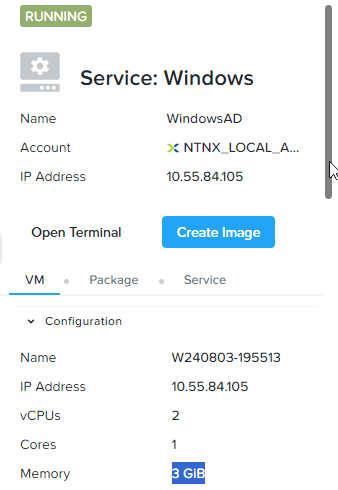 RUNNING
Service: Windows
Name WindowsAD
Account NTNX_LOCAL_A...
IP Address 10.55.84.105
Open Terminal Create Image
VM Package Service
Configuration
Name W240803-195513
IP Address 10.55.84.105
vCPUs 2
Cores 1
Memory 3 GiB